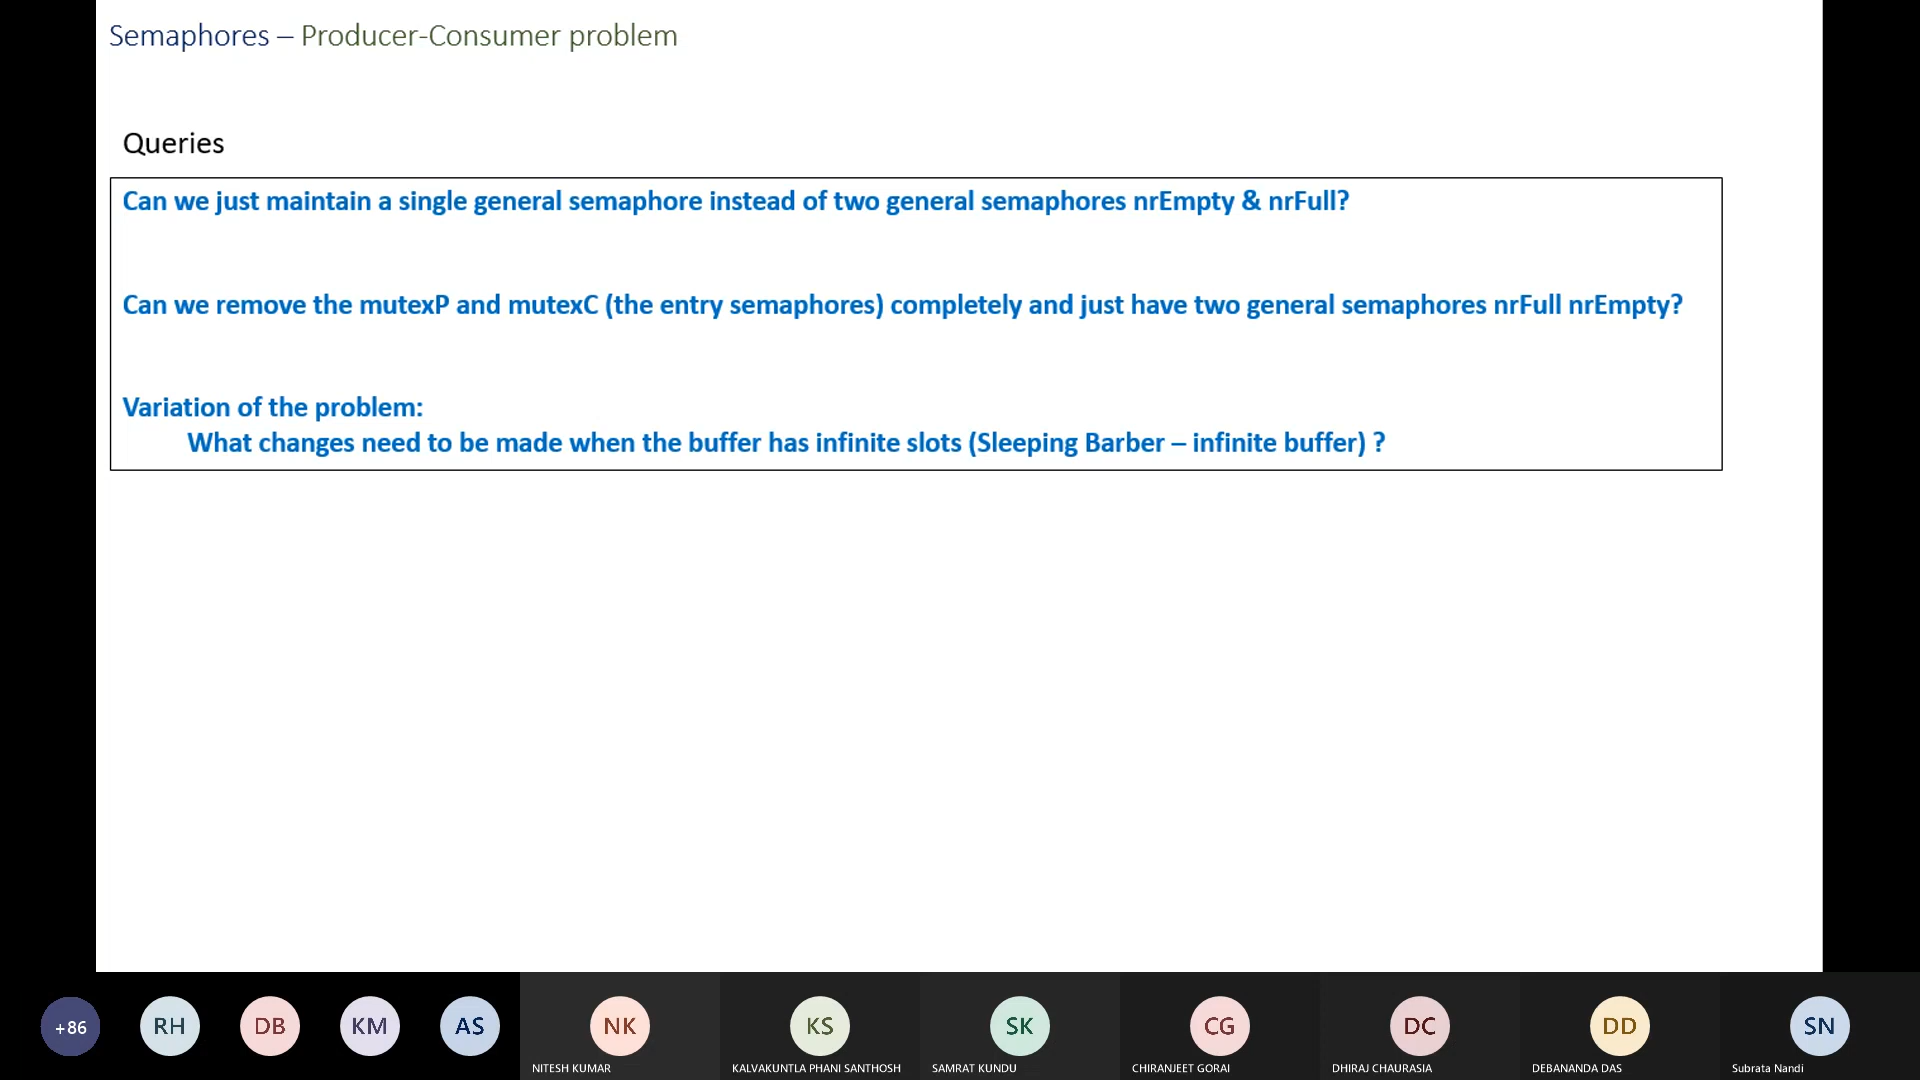 Semaphores – Producer-Consumer problem
Queries
Can we just maintain a single general semaphore instead of two general semaphores nrEmpty & nrFull?
Can we remove the mutexP and mutexC (the entry semaphores) completely and just have two general semaphores nrFull nrEmpty?
Variation of the problem:
What changes need to be made when the buffer has infinite slots (Sleeping Barber – infinite buffer) ?
+86 RH DB KM AS NK KS SK CG DC DD SN
NITESH KUMAR KALVAKUNTLA PHANI SANTHOSH SAMRAT KUNDU CHIRANJEET GORAI DHIRAJ CHAURASIA DEBANANDA DAS Subrata Nandi